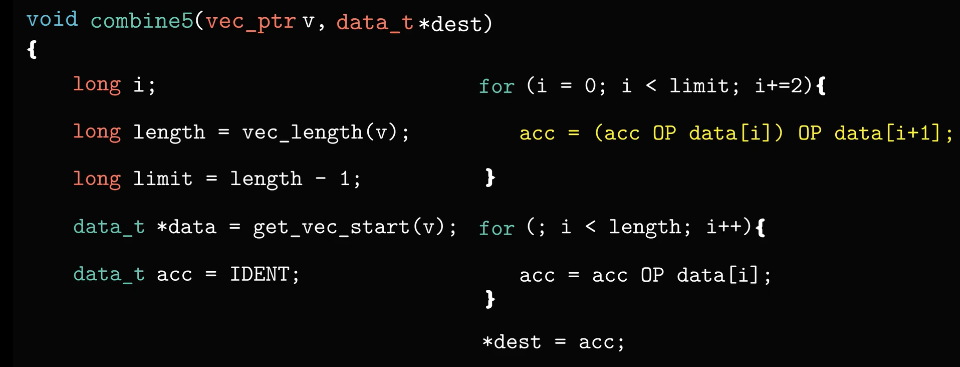 void combine5(vec_ptr v, data_t *dest)
{
long i;
long length = vec_length(v);
long limit = length - 1;
data_t *data = get_vec_start(v);
data_t acc = IDENT;
for (i = 0; i < limit; i+=2){
acc = (acc OP data[i]) OP data[i+1];
}
for (; i < length; i++){
acc = acc OP data[i];
}
*dest = acc;